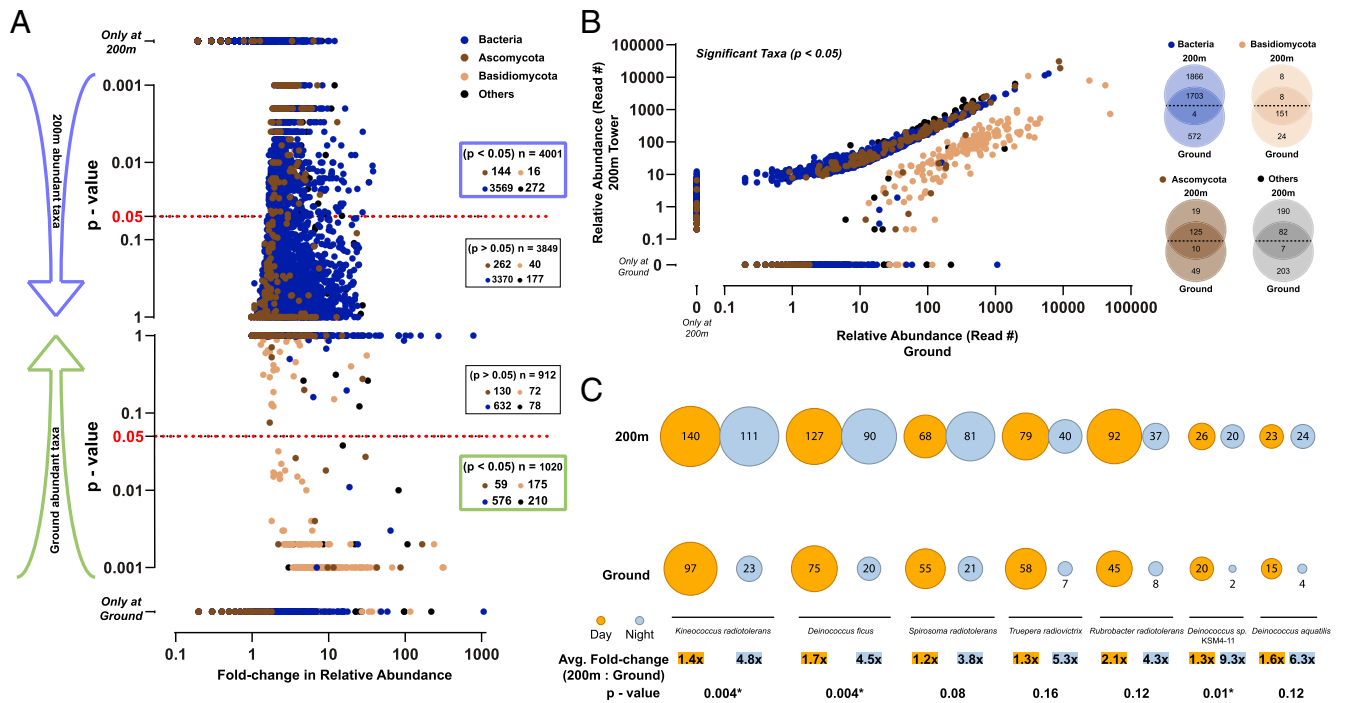 A
Only at
200m
0.001
0.01
0.05
0.1
1
p - value
200m abundant taxa
Bacteria
Ascomycota
Basidiomycota
Others
(p < 0.05) n = 4001
144 16
3569 272
(p > 0.05) n = 3849
262 40
3370 177
1
0.1
0.05
0.01
0.001
p - value
Ground abundant taxa
(p > 0.05) n = 912
130 72
632 78
(p < 0.05) n = 1020
59 175
576 210
Only at
Ground
0.1 1 10 100 1000
Fold-change in Relative Abundance
B
Significant Taxa (p < 0.05)
100000
10000
1000
100
10
1
0.1
0
Only at
Ground
Relative Abundance (Read #)
200m Tower
0 0.1 1 10 100 1000 10000 100000
Only at
200m
Relative Abundance (Read #)
Ground
Bacteria
200m
1866
1703
4
572
Ground
Basidiomycota
200m
8
8
151
24
Ground
Ascomycota
200m
19
125
10
49
Ground
Others
200m
190
82
7
203
Ground
C
200m 140 111 127 90 68 81 79 40 92 37 26 20 23 24
Ground 97 23 75 20 55 21 58 7 45 8 20 2 15 4
Day Night
Kineococcus radiotolerans
Deinococcus ficus
Spirosoma radiotolerans
Truepera radiovictrix
Rubrobacter radiotolerans
Deinococcus sp.
KSM4-11
Deinococcus aquatilis
Avg. Fold-change 1.4x 4.8x 1.7x 4.5x 1.2x 3.8x 1.3x 5.3x 2.1x 4.3x 1.3x 9.3x 1.6x 6.3x
(200m : Ground)
p - value 0.004* 0.004* 0.08 0.16 0.12 0.01* 0.12